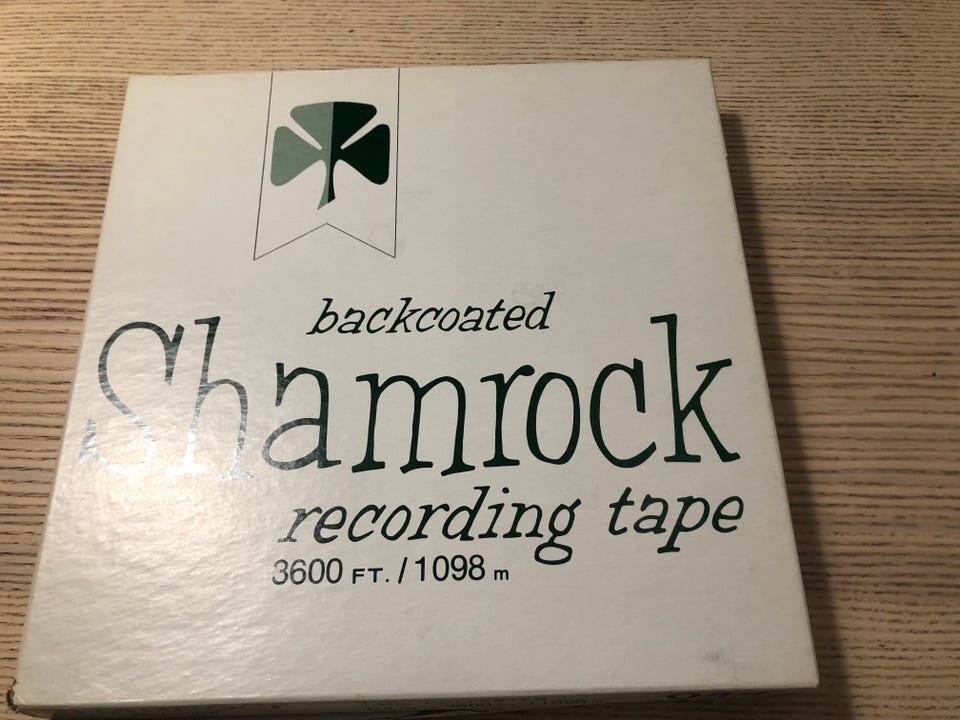 backcoated
Shamrock
recording tape
3600 FT. / 1098 m